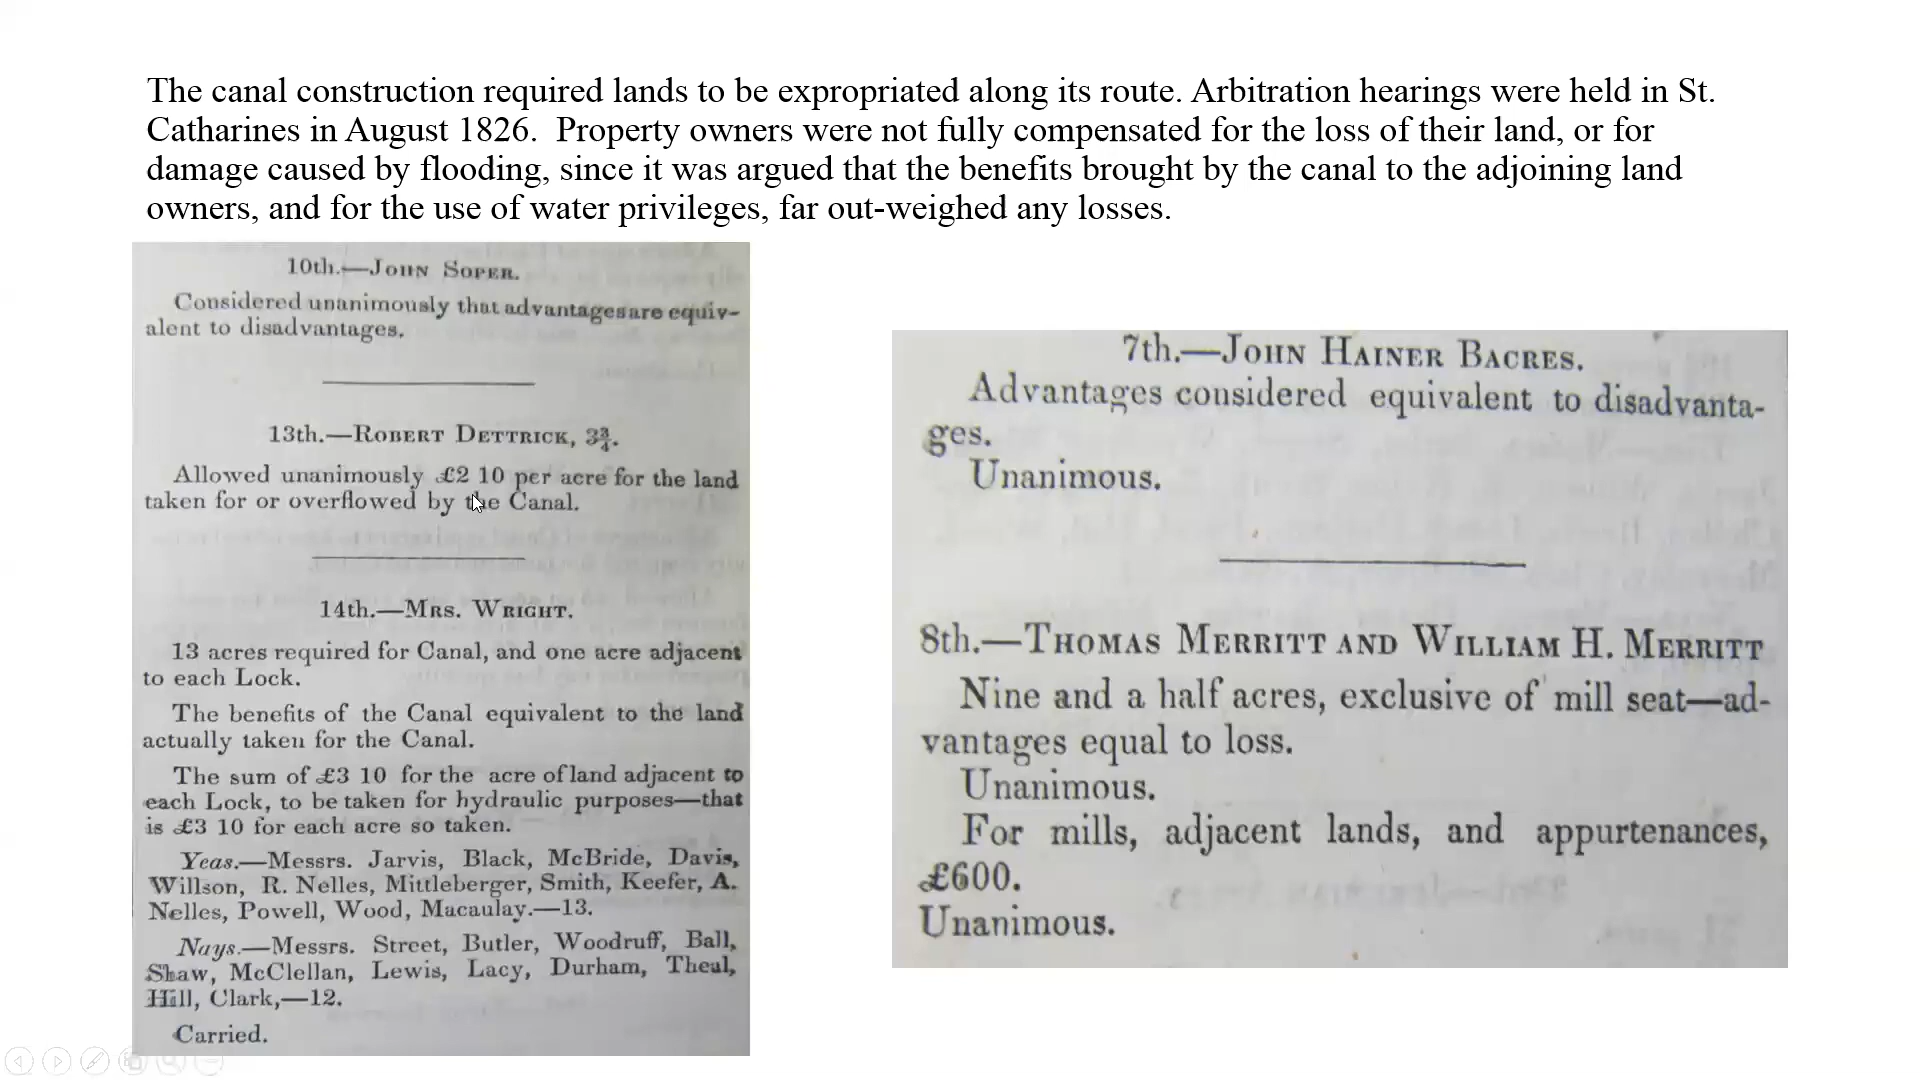 The canal construction required lands to be expropriated along its route. Arbitration hearings were held in St.
Catharines in August 1826.  Property owners were not fully compensated for the loss of their land, or for
damage caused by flooding, since it was argued that the benefits brought by the canal to the adjoining land
owners, and for the use of water privileges, far out-weighed any losses.
10th.—JOHN SOPER.
Considered unanimously that advantages are equiv-
alent to disadvantages.
13th.—ROBERT DETTRICK, 3¾.
Allowed unanimously £2 10 per acre for the land
taken for or overflowed by the Canal.
14th.—MRS. WRIGHT.
13 acres required for Canal, and one acre adjacent
to each Lock.
The benefits of the Canal equivalent to the land
actually taken for the Canal.
The sum of £3 10 for the acre of land adjacent to
each Lock, to be taken for hydraulic purposes—that
is £3 10 for each acre so taken.
Yeas.—Messrs. Jarvis, Black, McBride, Davis,
Willson, R. Nelles, Mittleberger, Smith, Keefer, A.
Nelles, Powell, Wood, Macaulay.—13.
Nays.—Messrs. Street, Butler, Woodruff, Ball,
Shaw, McClellan, Lewis, Lacy, Durham, Theal,
Hill, Clark,—12.
Carried.
7th.—JOHN HAINER BACRES.
Advantages considered equivalent to disadvanta-
ges.
Unanimous.
8th.—THOMAS MERRITT AND WILLIAM H. MERRITT
Nine and a half acres, exclusive of mill seat—ad-
vantages equal to loss.
Unanimous.
For mills, adjacent lands, and appurtenances,
£600.
Unanimous.